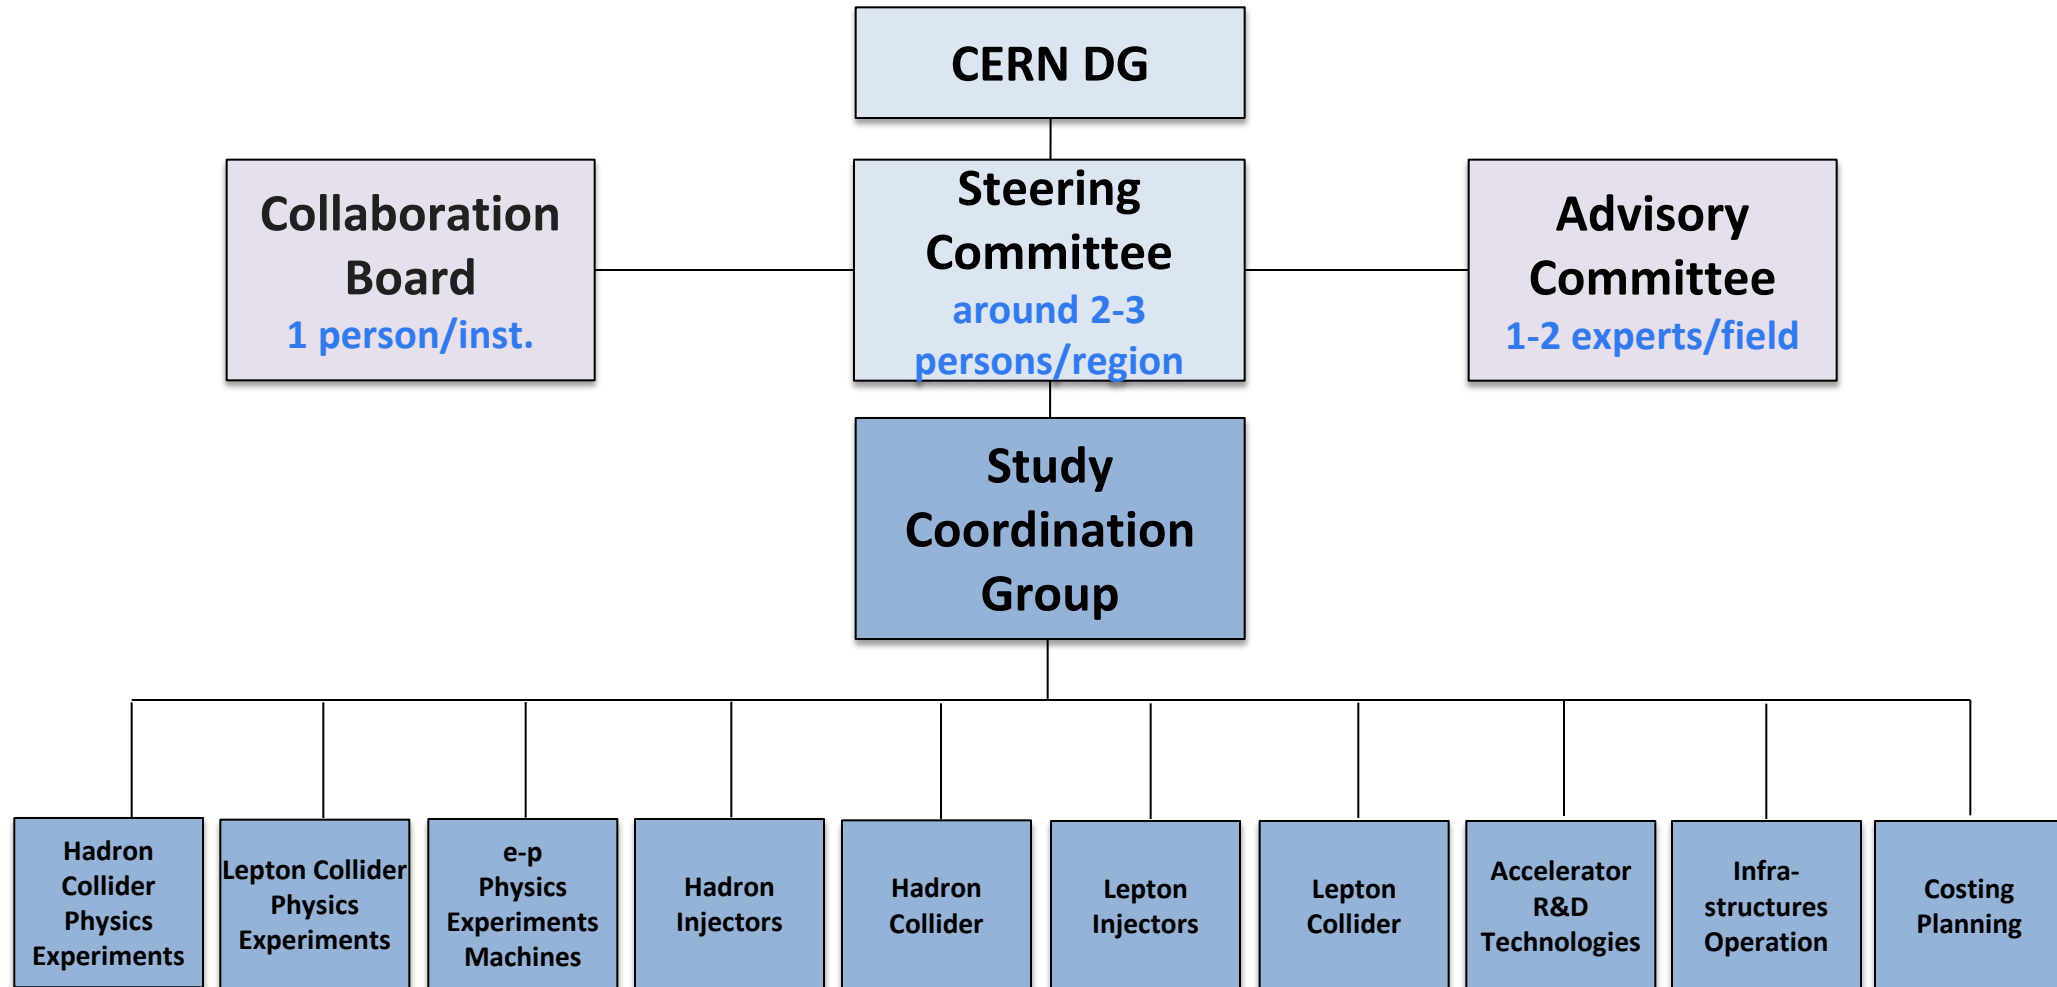 CERN DG
Collaboration
Board
1 person/inst.
Steering
Committee
around 2-3
persons/region
Advisory
Committee
1-2 experts/field
Study
Coordination
Group
Hadron
Collider
Physics
Experiments
Lepton Collider
Physics
Experiments
e-p
Physics
Experiments
Machines
Hadron
Injectors
Hadron
Collider
Lepton
Injectors
Lepton
Collider
Accelerator
R&D
Technologies
Infra-
structures
Operation
Costing
Planning